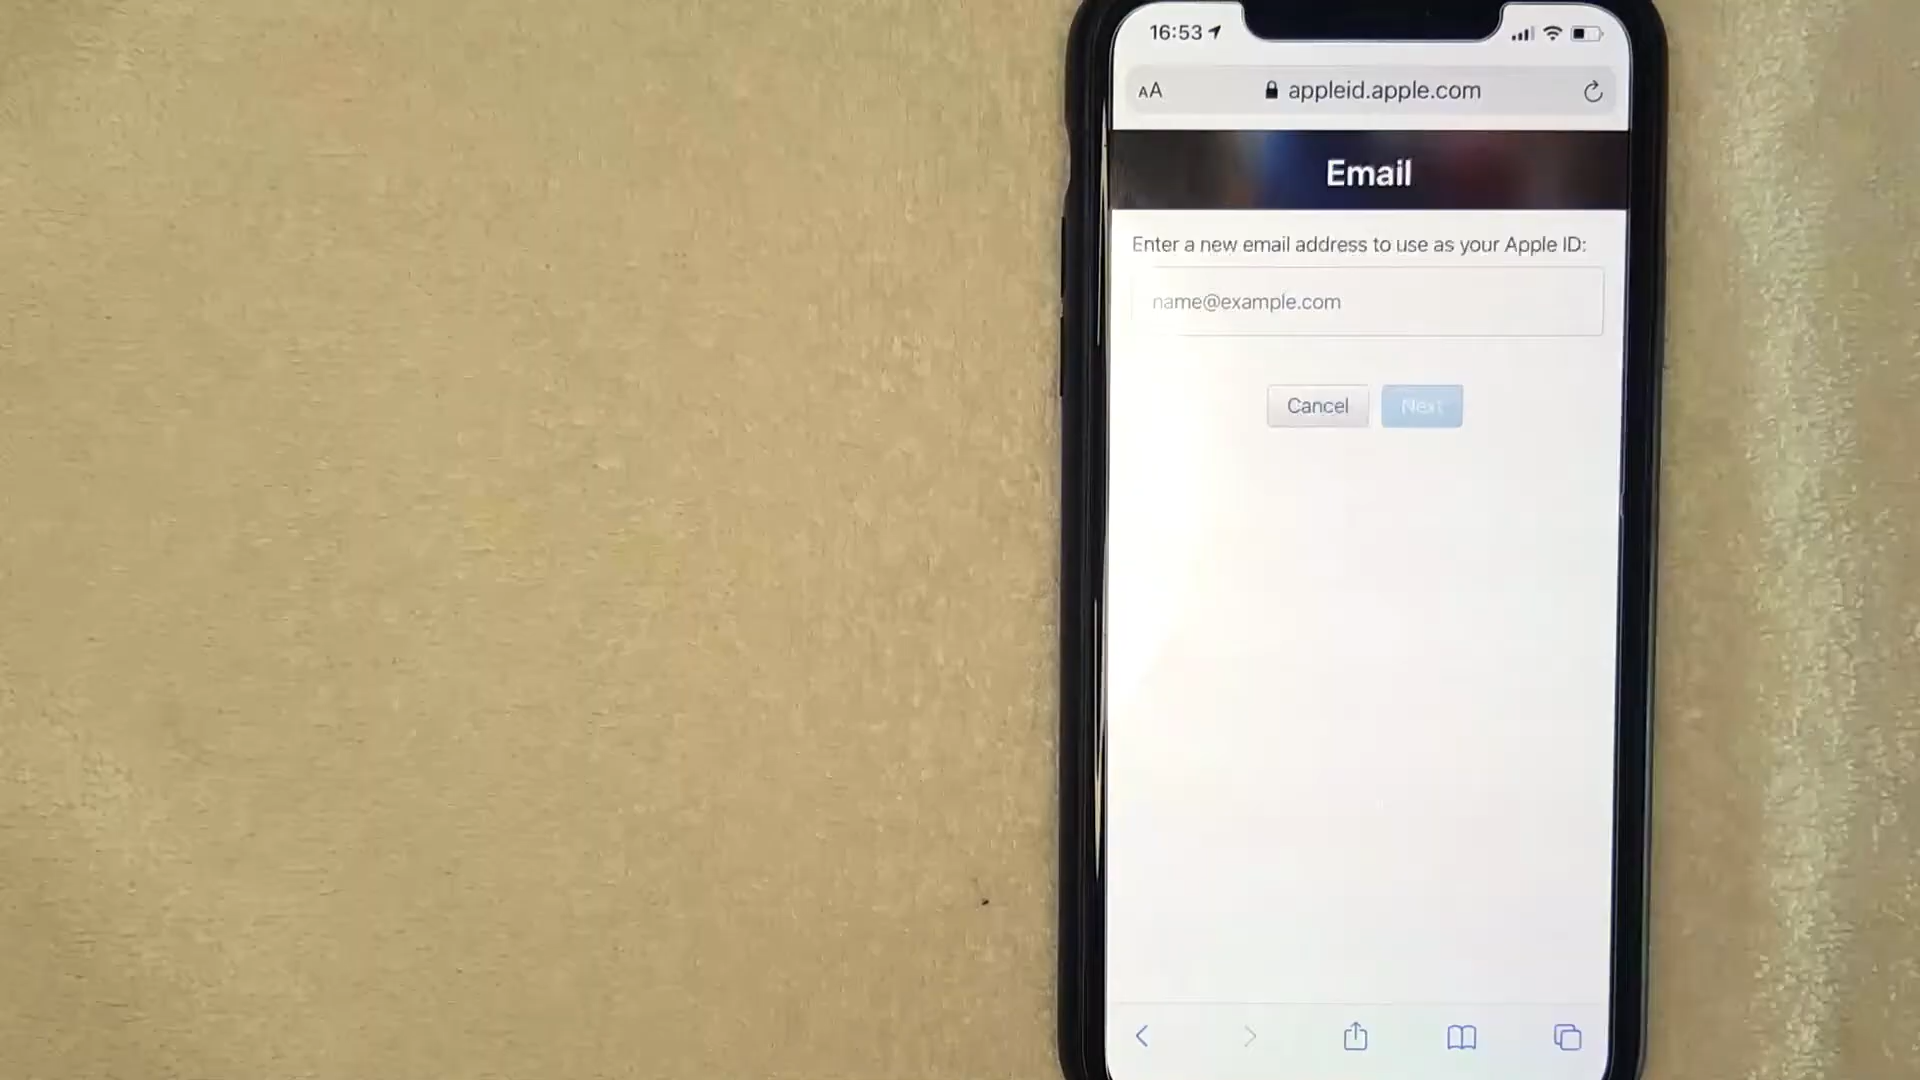 16:53
AA appleid.apple.com
Email
Enter a new email address to use as your Apple ID:
name@example.com
Cancel Next